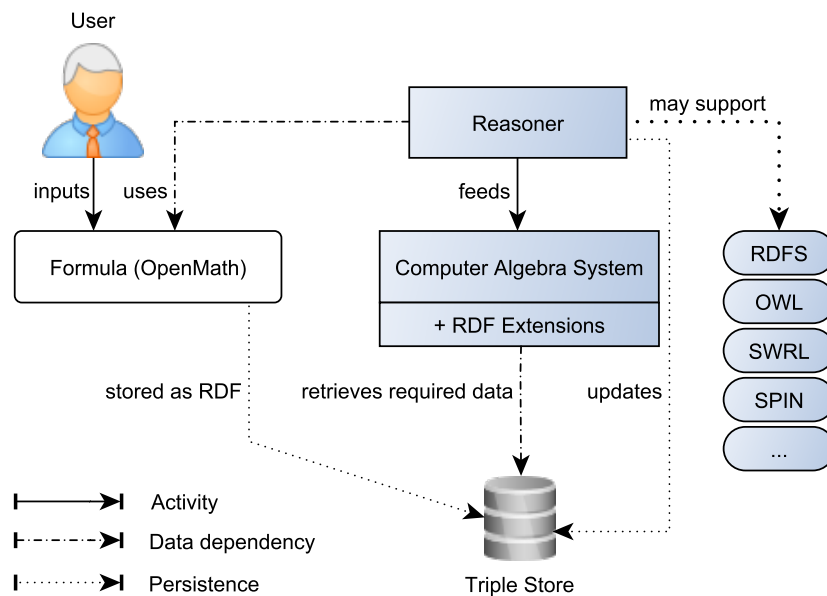 User
Reasoner
may support
inputs
uses
feeds
Formula (OpenMath)
Computer Algebra System
+ RDF Extensions
RDFS
OWL
SWRL
SPIN
...
stored as RDF
retrieves required data
updates
Activity
Data dependency
Persistence
Triple Store